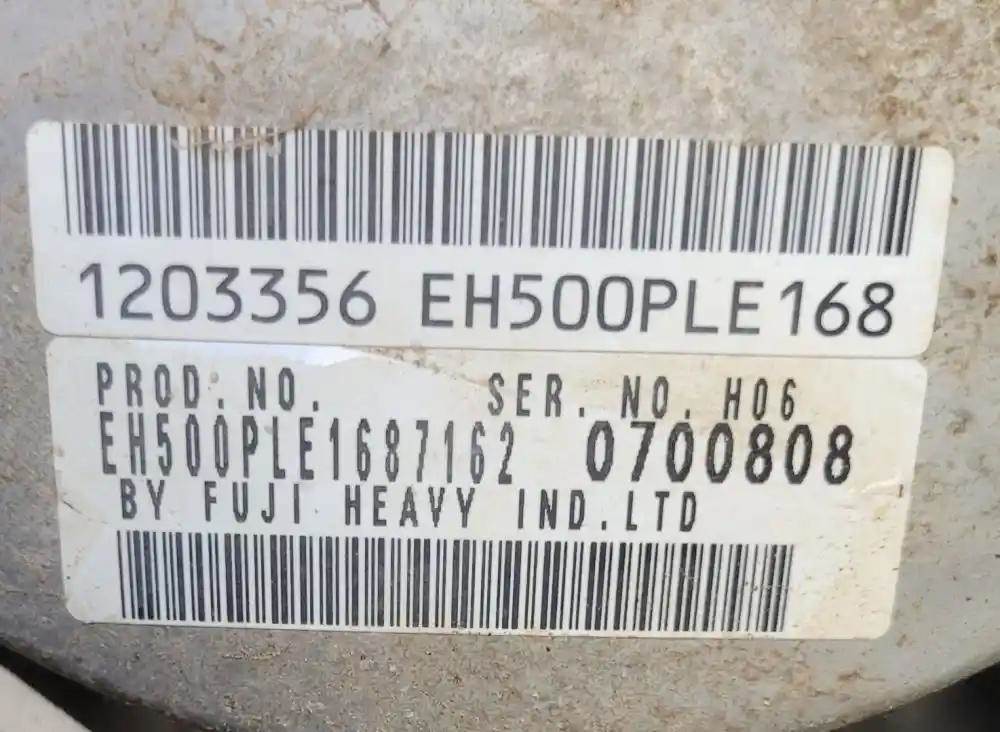 1203356 EH500PLE168
PROD. NO. SER. NO. H06
EH500PLE1687162 0700808
BY FUJI HEAVY IND.LTD